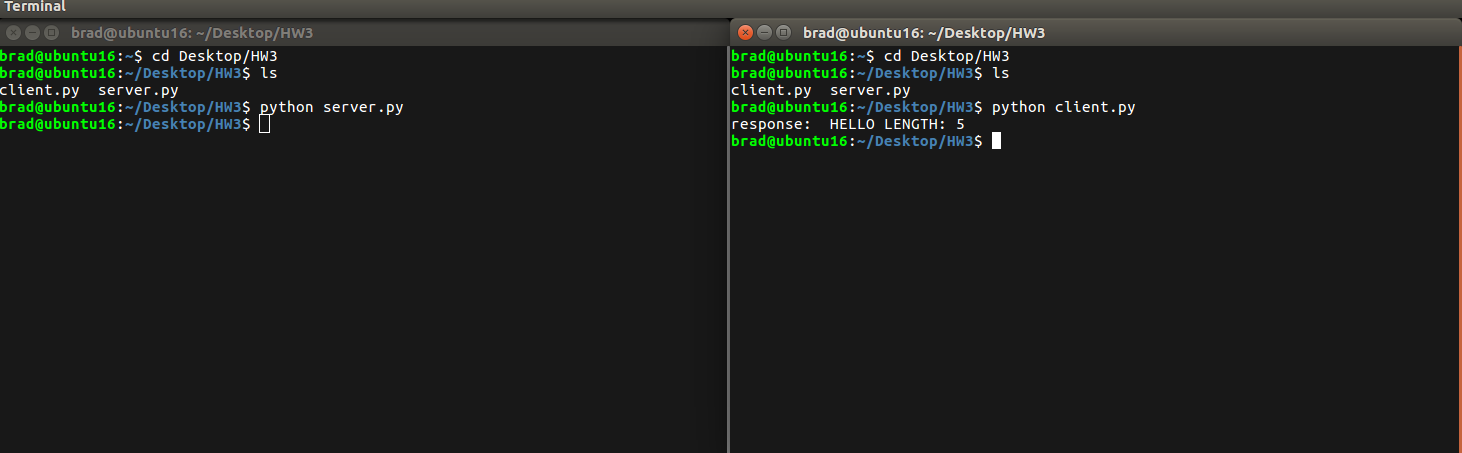 Terminal
brad@ubuntu16: ~/Desktop/HW3
brad@ubuntu16:~$ cd Desktop/HW3
brad@ubuntu16:~/Desktop/HW3$ ls
client.py  server.py
brad@ubuntu16:~/Desktop/HW3$ python server.py
brad@ubuntu16:~/Desktop/HW3$
brad@ubuntu16: ~/Desktop/HW3
brad@ubuntu16:~$ cd Desktop/HW3
brad@ubuntu16:~/Desktop/HW3$ ls
client.py  server.py
brad@ubuntu16:~/Desktop/HW3$ python client.py
response:  HELLO LENGTH: 5
brad@ubuntu16:~/Desktop/HW3$